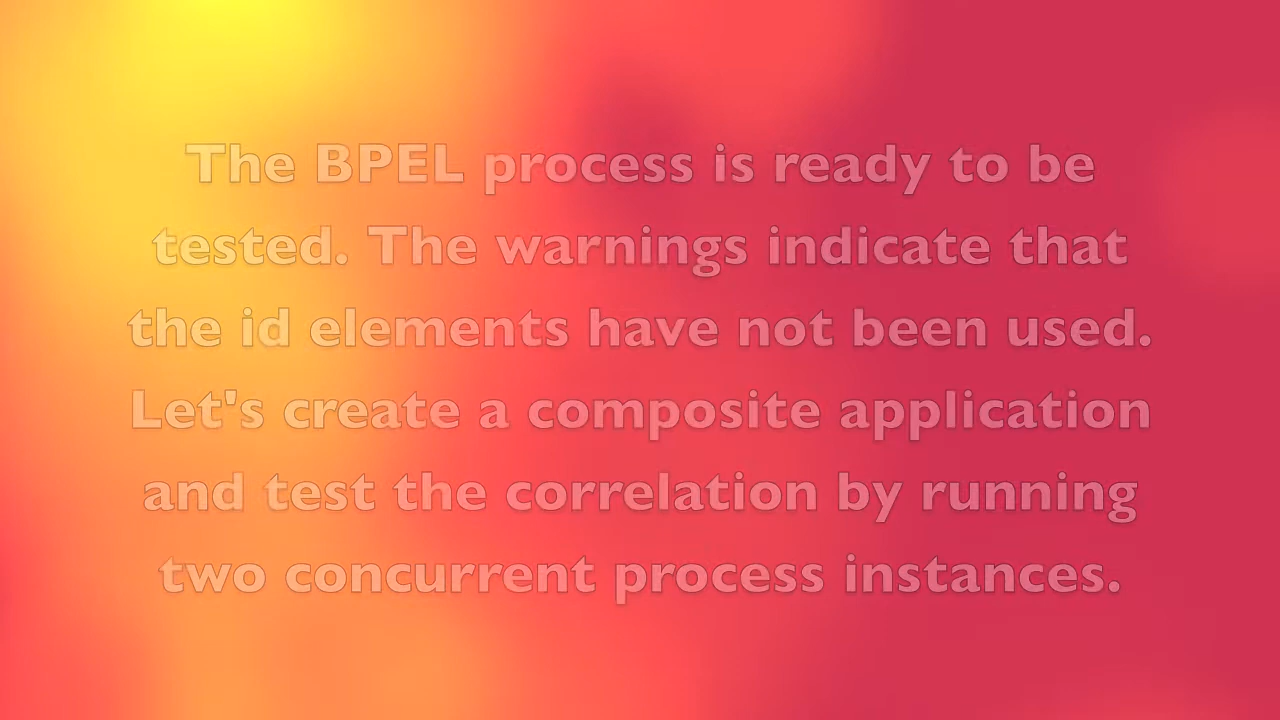 The BPEL process is ready to be
tested. The warnings indicate that
the id elements have not been used.
Let's create a composite application
and test the correlation by running
two concurrent process instances.